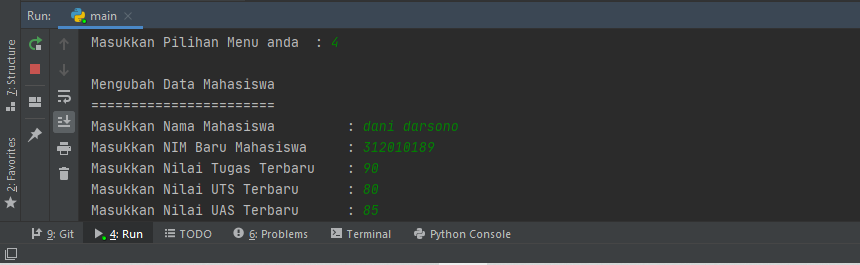 Run: main
Masukkan Pilihan Menu anda : 4
Mengubah Data Mahasiswa
=======================
Masukkan Nama Mahasiswa : dani darsono
Masukkan NIM Baru Mahasiswa : 312010189
Masukkan Nilai Tugas Terbaru : 90
Masukkan Nilai UTS Terbaru : 80
Masukkan Nilai UAS Terbaru : 85
7: Structure
2: Favorites
9: Git 4: Run TODO 6: Problems Terminal Python Console